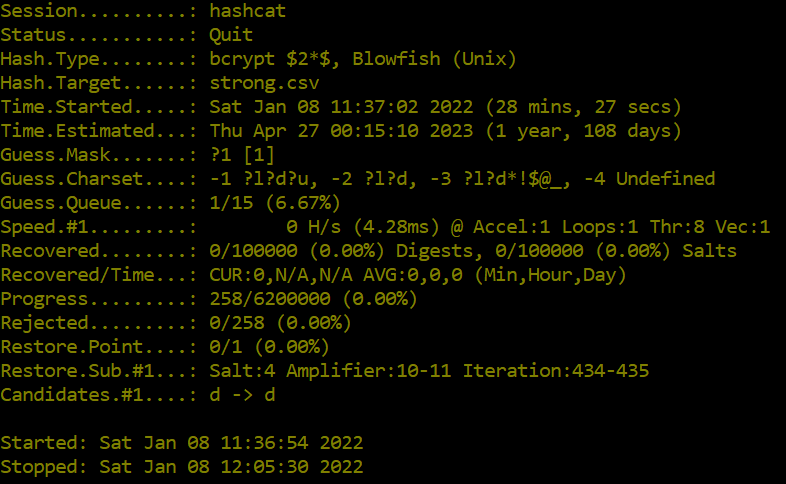 Session..........: hashcat
Status...........: Quit
Hash.Type........: bcrypt $2*$, Blowfish (Unix)
Hash.Target......: strong.csv
Time.Started.....: Sat Jan 08 11:37:02 2022 (28 mins, 27 secs)
Time.Estimated...: Thu Apr 27 00:15:10 2023 (1 year, 108 days)
Guess.Mask.......: ?1 [1]
Guess.Charset....: -1 ?l?d?u, -2 ?l?d, -3 ?l?d*!$@_, -4 Undefined
Guess.Queue......: 1/15 (6.67%)
Speed.#1.........:        0 H/s (4.28ms) @ Accel:1 Loops:1 Thr:8 Vec:1
Recovered........: 0/100000 (0.00%) Digests, 0/100000 (0.00%) Salts
Recovered/Time...: CUR:0,N/A,N/A AVG:0,0,0 (Min,Hour,Day)
Progress.........: 258/6200000 (0.00%)
Rejected.........: 0/258 (0.00%)
Restore.Point....: 0/1 (0.00%)
Restore.Sub.#1...: Salt:4 Amplifier:10-11 Iteration:434-435
Candidates.#1....: d -> d

Started: Sat Jan 08 11:36:54 2022
Stopped: Sat Jan 08 12:05:30 2022